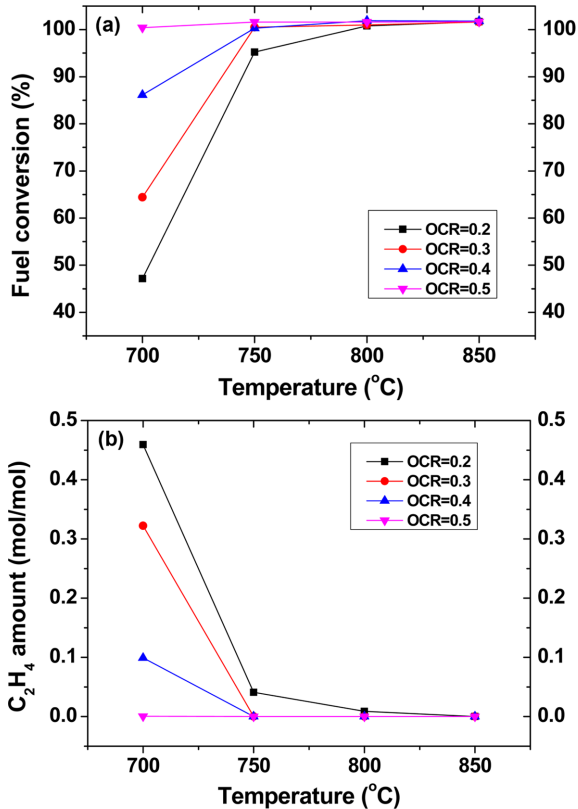 (a)
100
90
80
70
60
50
40
100
90
80
70
60
50
40
Fuel conversion (%)
OCR=0.2
OCR=0.3
OCR=0.4
OCR=0.5
700 750 800 850
Temperature (°C)
(b)
0.5
0.4
0.3
0.2
0.1
0.0
0.5
0.4
0.3
0.2
0.1
0.0
C₂H₄ amount (mol/mol)
OCR=0.2
OCR=0.3
OCR=0.4
OCR=0.5
700 750 800 850
Temperature (°C)